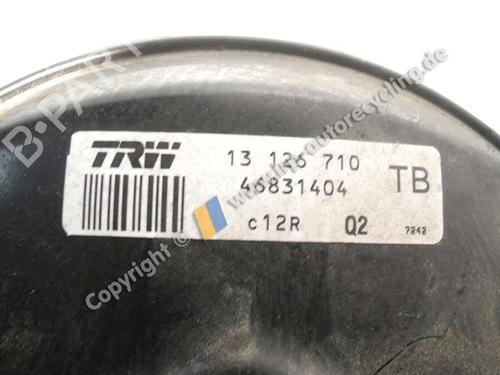 TRW 13 126 710
46831404 TB
c12R Q2 7242
B-PART
Copyright © www.autorecycling.de